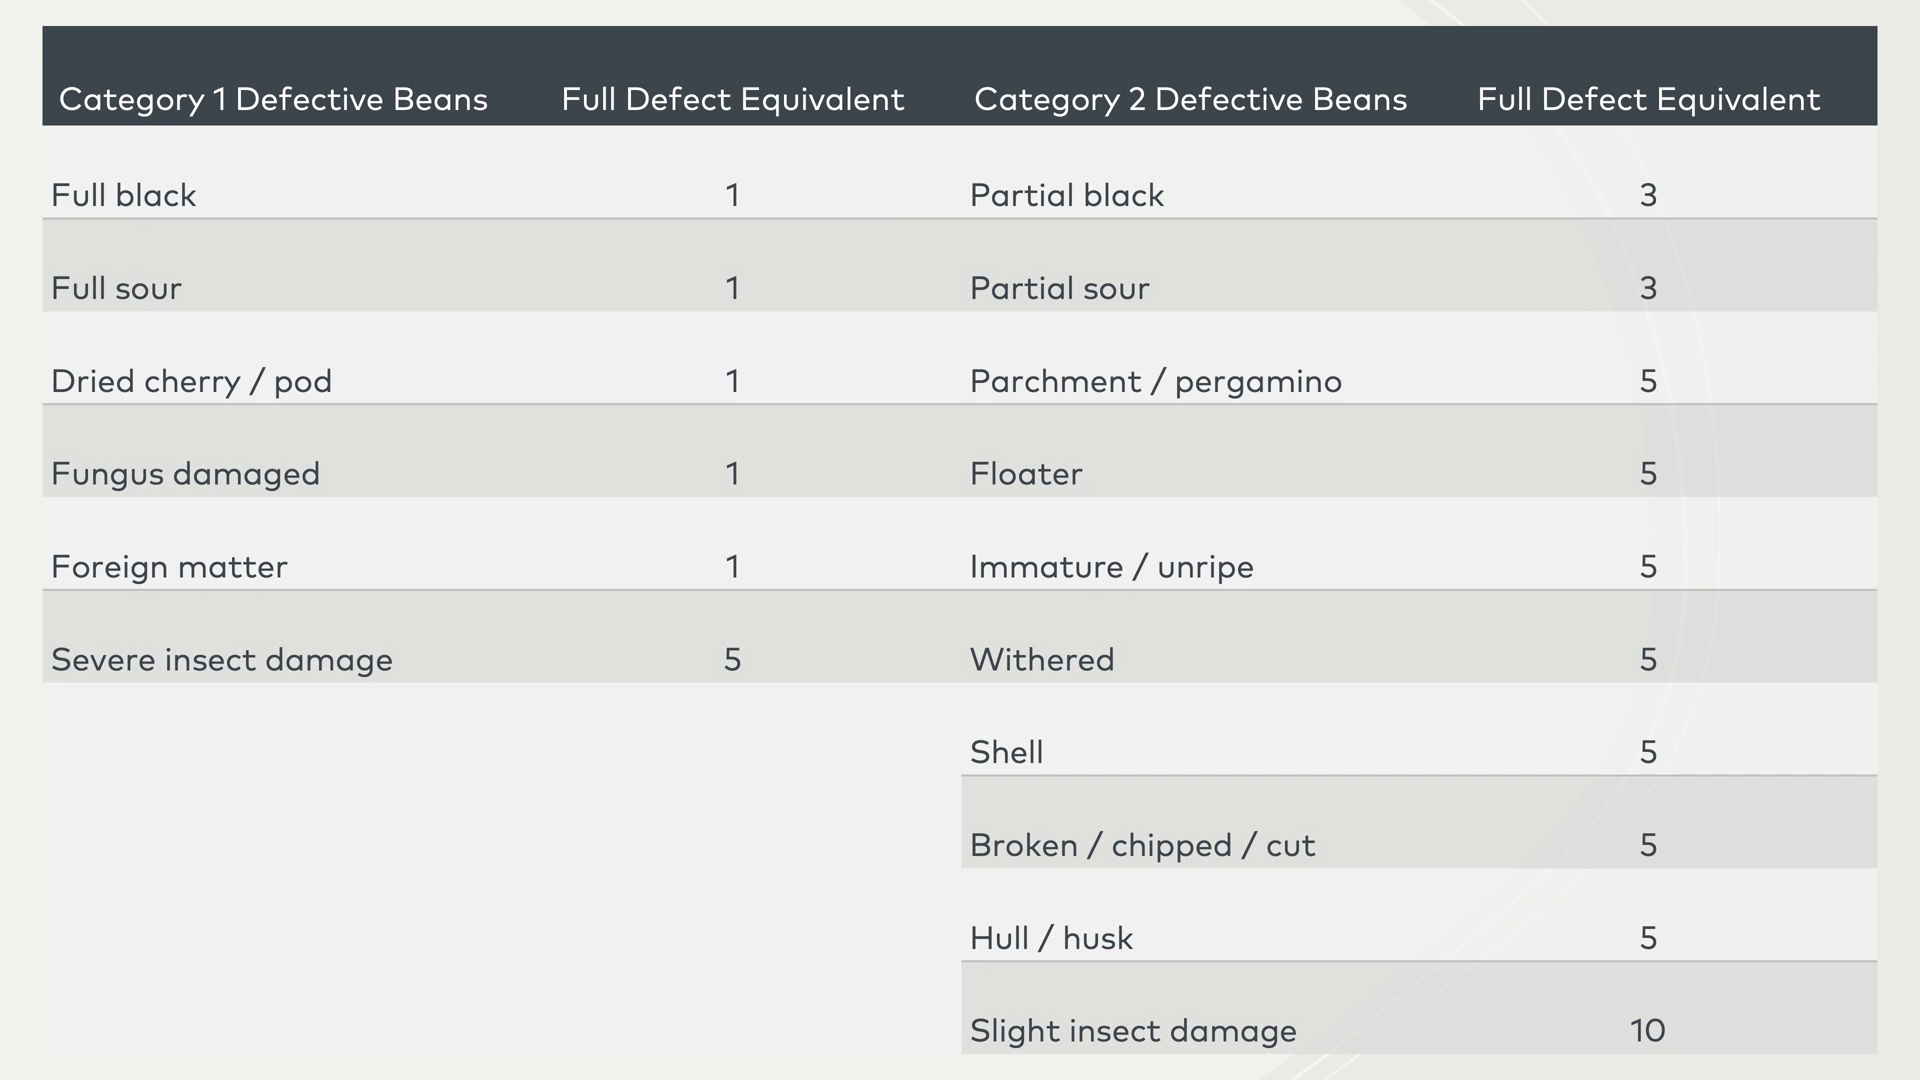 Category 1 Defective Beans Full Defect Equivalent Category 2 Defective Beans Full Defect Equivalent
Full black 1 Partial black 3
Full sour 1 Partial sour 3
Dried cherry / pod 1 Parchment / pergamino 5
Fungus damaged 1 Floater 5
Foreign matter 1 Immature / unripe 5
Severe insect damage 5 Withered 5
Shell 5
Broken / chipped / cut 5
Hull / husk 5
Slight insect damage 10